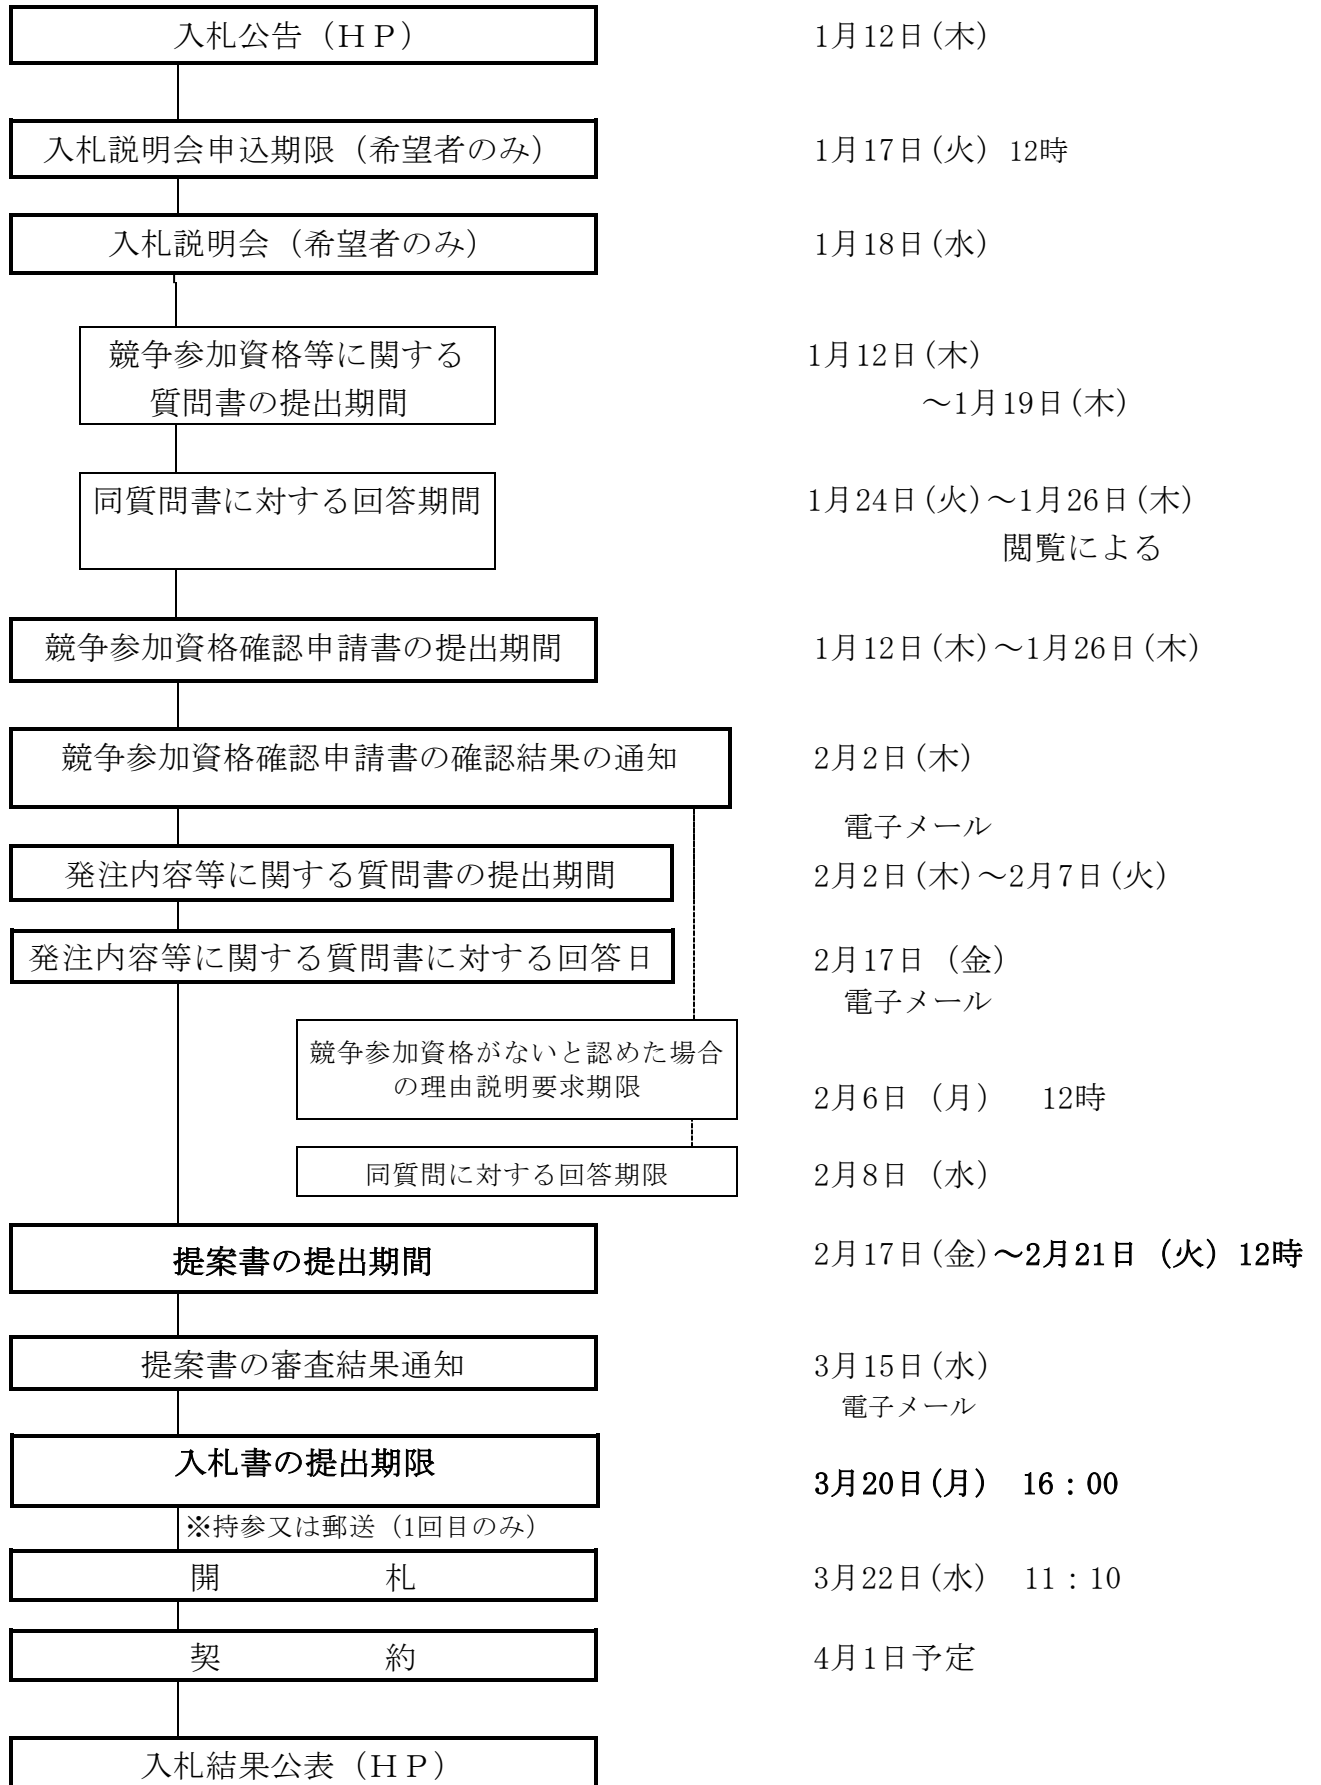 入札公告（ＨＰ）
1月12日(木)
入札説明会申込期限（希望者のみ）
1月17日(火) 12時
入札説明会（希望者のみ）
1月18日(水)
競争参加資格等に関する
質問書の提出期間
1月12日(木)
～1月19日(木)
同質問書に対する回答期間
1月24日(火)～1月26日(木)
閲覧による
競争参加資格確認申請書の提出期間
1月12日(木)～1月26日(木)
競争参加資格確認申請書の確認結果の通知
2月2日(木)
電子メール
発注内容等に関する質問書の提出期間
2月2日(木)～2月7日(火)
発注内容等に関する質問書に対する回答日
2月17日（金）
電子メール
競争参加資格がないと認めた場合
の理由説明要求期限
2月6日（月）　12時
同質問に対する回答期限
2月8日（水）
提案書の提出期間
2月17日(金)～2月21日（火）12時
提案書の審査結果通知
3月15日(水)
電子メール
入札書の提出期限
3月20日(月)　16：00
※持参又は郵送（1回目のみ）
開　　　　　札
3月22日(水)　11：10
契　　　　　約
4月1日予定
入札結果公表（ＨＰ）